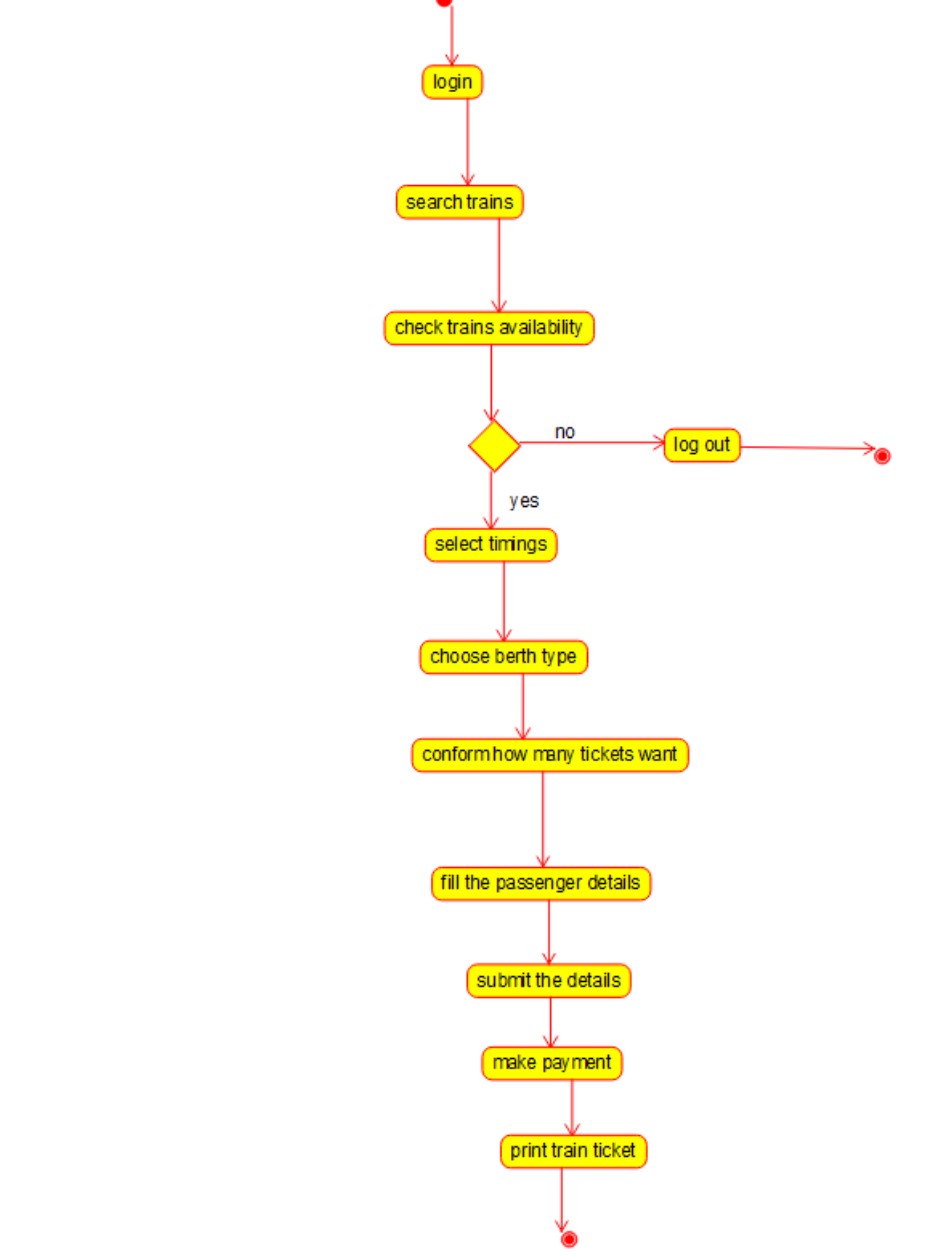 login
search trains
check trains availability
no
log out
yes
select timings
choose berth type
conform how many tickets want
fill the passenger details
submit the details
make payment
print train ticket